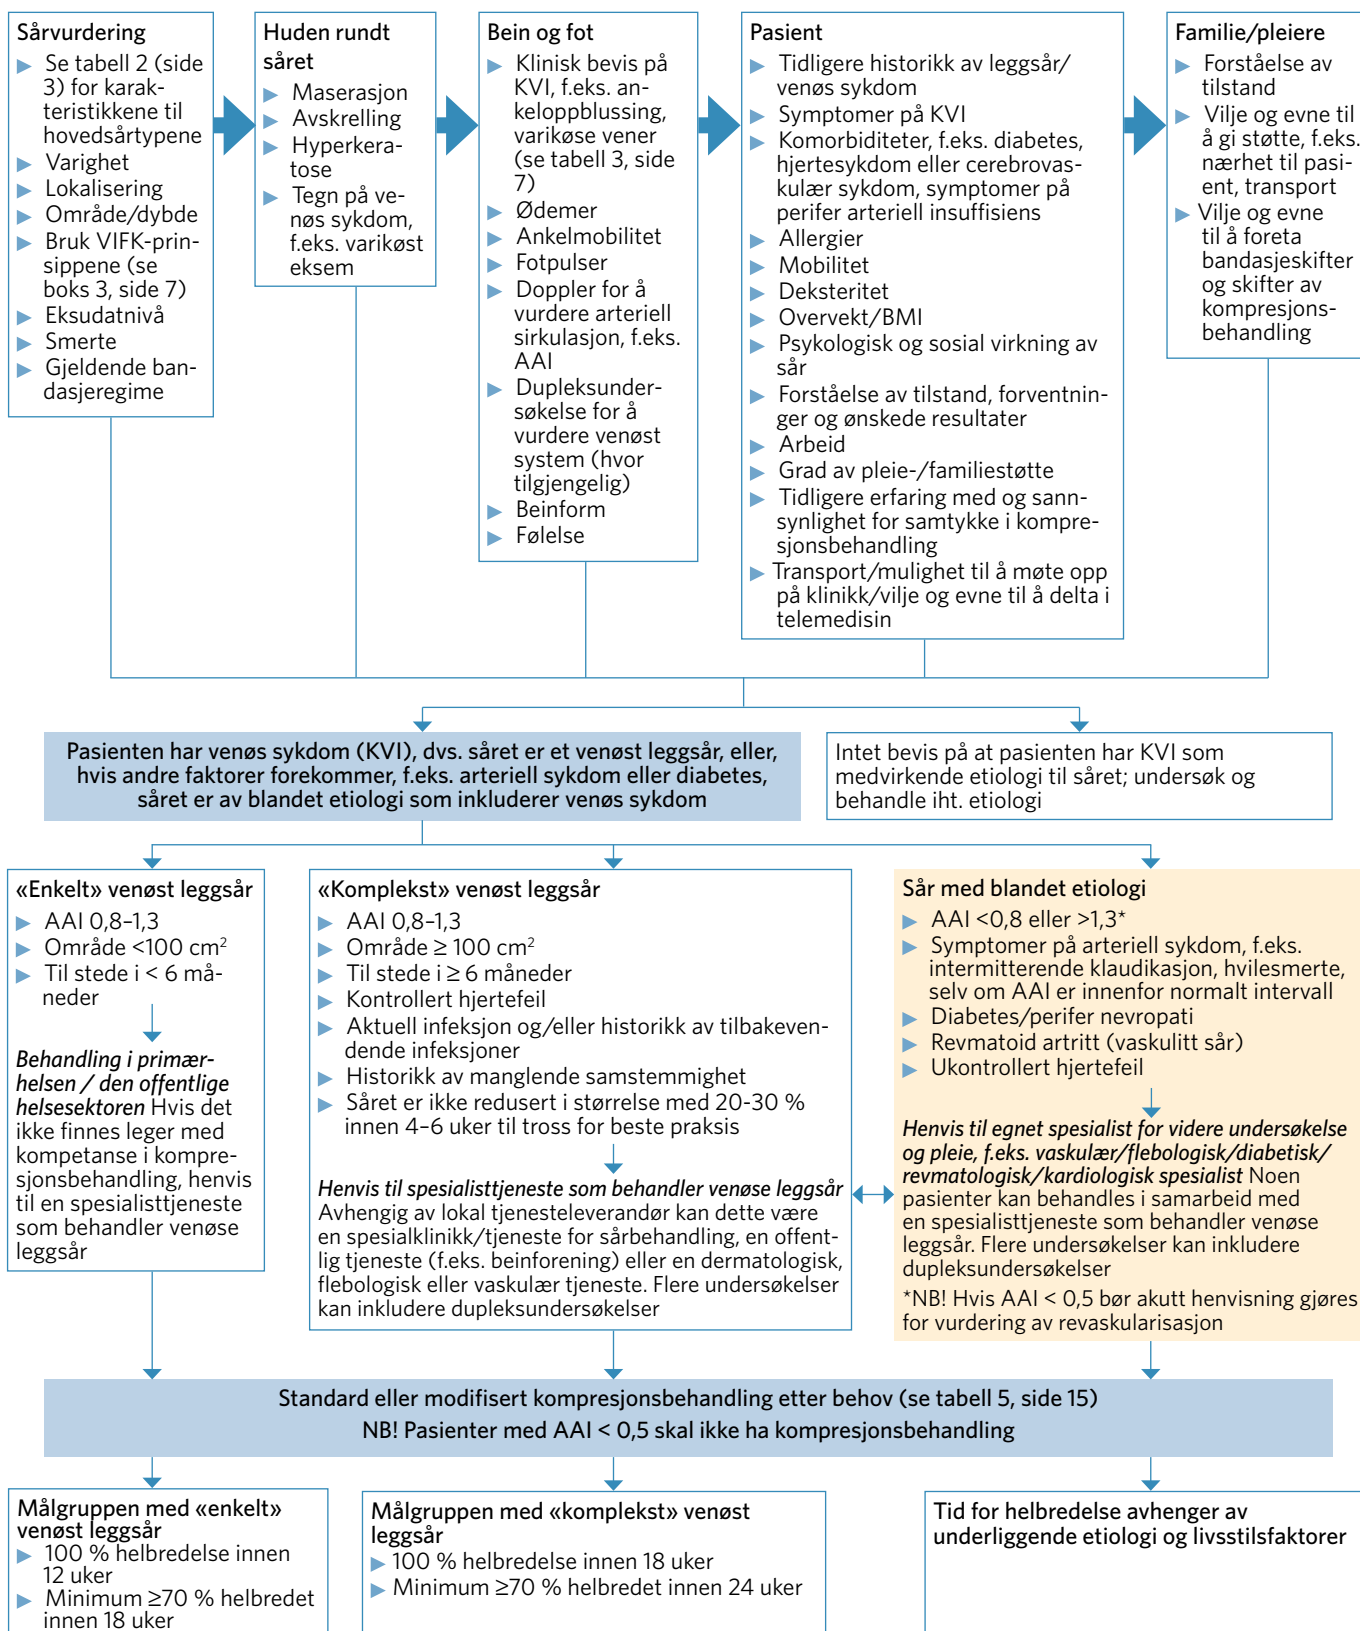 Sårvurdering
Se tabell 2 (side
3) for karak-
teristikkene til
hovedsårtypene
Varighet
Lokalisering
Område/dybde
Bruk VIFK-prin-
sippene (se
boks 3, side 7)
Eksudatnivå
Smerte
Gjeldende ban-
dasjeregime
Huden rundt
såret
Maserasjon
Avskrelling
Hyperkera-
tose
Tegn på ve-
nøs sykdom,
f.eks. varikøst
eksem
Bein og fot
Klinisk bevis på
KVI, f.eks. an-
keloppblussing,
varikøse vener
(se tabell 3, side
7)
Ødemer
Ankelmobilitet
Fotpulser
Doppler for å
vurdere arteriell
sirkulasjon, f.eks.
AAI
Dupleksunder-
søkelse for å
vurdere venøst
system (hvor
tilgjengelig)
Beinform
Følelse
Pasient
Tidligere historikk av leggsår/
venøs sykdom
Symptomer på KVI
Komorbiditeter, f.eks. diabetes,
hjertesykdom eller cerebrovas-
kulær sykdom, symptomer på
perifer arteriell insuffisiens
Allergier
Mobilitet
Deksteritet
Overvekt/BMI
Psykologisk og sosial virkning av
sår
Forståelse av tilstand, forventnin-
ger og ønskede resultater
Arbeid
Grad av pleie-/familiestøtte
Tidligere erfaring med og sann-
synlighet for samtykke i kompre-
sjonsbehandling
Transport/mulighet til å møte opp
på klinikk/vilje og evne til å delta i
telemedisin
Familie/pleiere
Forståelse av
tilstand
Vilje og evne til
å gi støtte, f.eks.
nærhet til pasi-
ent, transport
Vilje og evne
til å foreta
bandasjeskifter
og skifter av
kompresjons-
behandling
Pasienten har venøs sykdom (KVI), dvs. såret er et venøst leggsår, eller,
hvis andre faktorer forekommer, f.eks. arteriell sykdom eller diabetes,
såret er av blandet etiologi som inkluderer venøs sykdom
Intet bevis på at pasienten har KVI som
medvirkende etiologi til såret; undersøk og
behandle iht. etiologi
«Enkelt» venøst leggsår
AAI 0,8–1,3
Område <100 cm²
Til stede i < 6 må-
neder
Behandling i primær-
helsen / den offentlige
helsesektoren Hvis det
ikke finnes leger med
kompetanse i kompre-
sjonsbehandling, henvis
til en spesialisttjeneste
som behandler venøse
leggsår
«Komplekst» venøst leggsår
AAI 0,8–1,3
Område ≥ 100 cm²
Til stede i ≥ 6 måneder
Kontrollert hjertefeil
Aktuell infeksjon og/eller historikk av tilbakeven-
dende infeksjoner
Historikk av manglende samstemmighet
Såret er ikke redusert i størrelse med 20-30 %
innen 4–6 uker til tross for beste praksis
Henvis til spesialisttjeneste som behandler venøse leggsår
Avhengig av lokal tjenesteleverandør kan dette være
en spesialklinikk/tjeneste for sårbehandling, en offent-
lig tjeneste (f.eks. beinforening) eller en dermatologisk,
flebologisk eller vaskulær tjeneste. Flere undersøkelser
kan inkludere dupleksundersøkelser
Sår med blandet etiologi
AAI <0,8 eller >1,3*
Symptomer på arteriell sykdom, f.eks.
intermitterende klaudikasjon, hvilesmerte,
selv om AAI er innenfor normalt intervall
Diabetes/perifer nevropati
Revmatoid artritt (vaskulitt sår)
Ukontrollert hjertefeil
Henvis til egnet spesialist for videre undersøkelse
og pleie, f.eks. vaskulær/flebologisk/diabetisk/
revmatologisk/kardiologisk spesialist Noen
pasienter kan behandles i samarbeid med
en spesialisttjeneste som behandler venøse
leggsår. Flere undersøkelser kan inkludere
dupleksundersøkelser
*NB! Hvis AAI < 0,5 bør akutt henvisning gjøres
for vurdering av revaskularisasjon
Standard eller modifisert kompresjonsbehandling etter behov (se tabell 5, side 15)
NB! Pasienter med AAI < 0,5 skal ikke ha kompresjonsbehandling
Målgruppen med «enkelt»
venøst leggsår
100 % helbredelse innen
12 uker
Minimum ≥70 % helbredet
innen 18 uker
Målgruppen med «komplekst» venøst
leggsår
100 % helbredelse innen 18 uker
Minimum ≥70 % helbredet innen 24 uker
Tid for helbredelse avhenger av
underliggende etiologi og livsstilsfaktorer